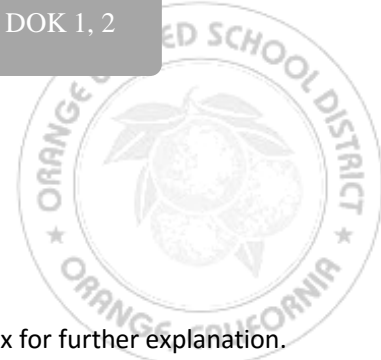 DOK 1, 2
ORANGE UNIFIED SCHOOL DISTRICT
ORANGE CALIFORNIA
x for further explanation.